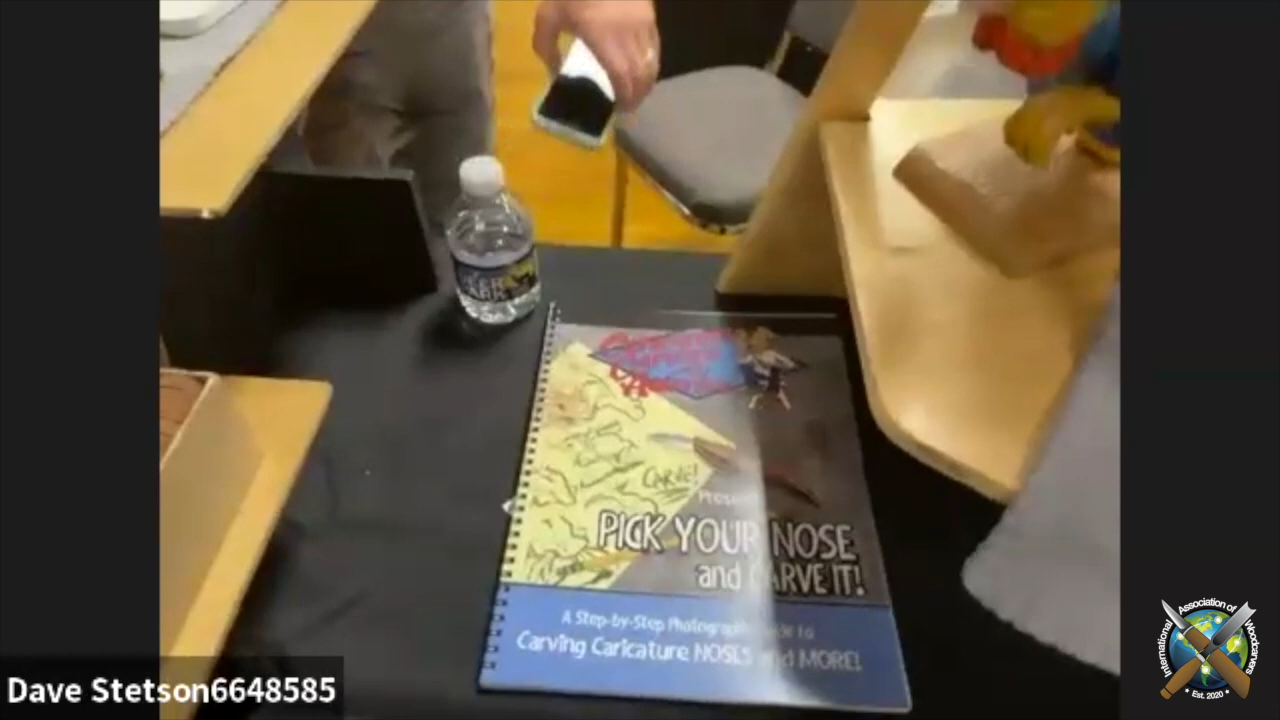 CARVE!
Present
PICK YOUR NOSE
and CARVE IT!
A Step-by-Step Photographic Guide to
Carving Caricature NOSES and MORE!
Dave Stetson6648585
International Association of Woodcarvers
Est. 2020